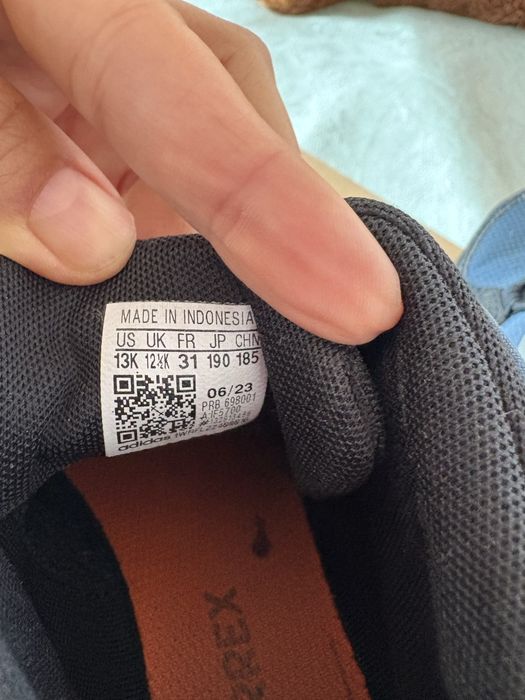 MADE IN INDONESIA
US UK FR JP CHN
13K 12½K 31 190 185
06/23
PRB 698001
adidas
RREX